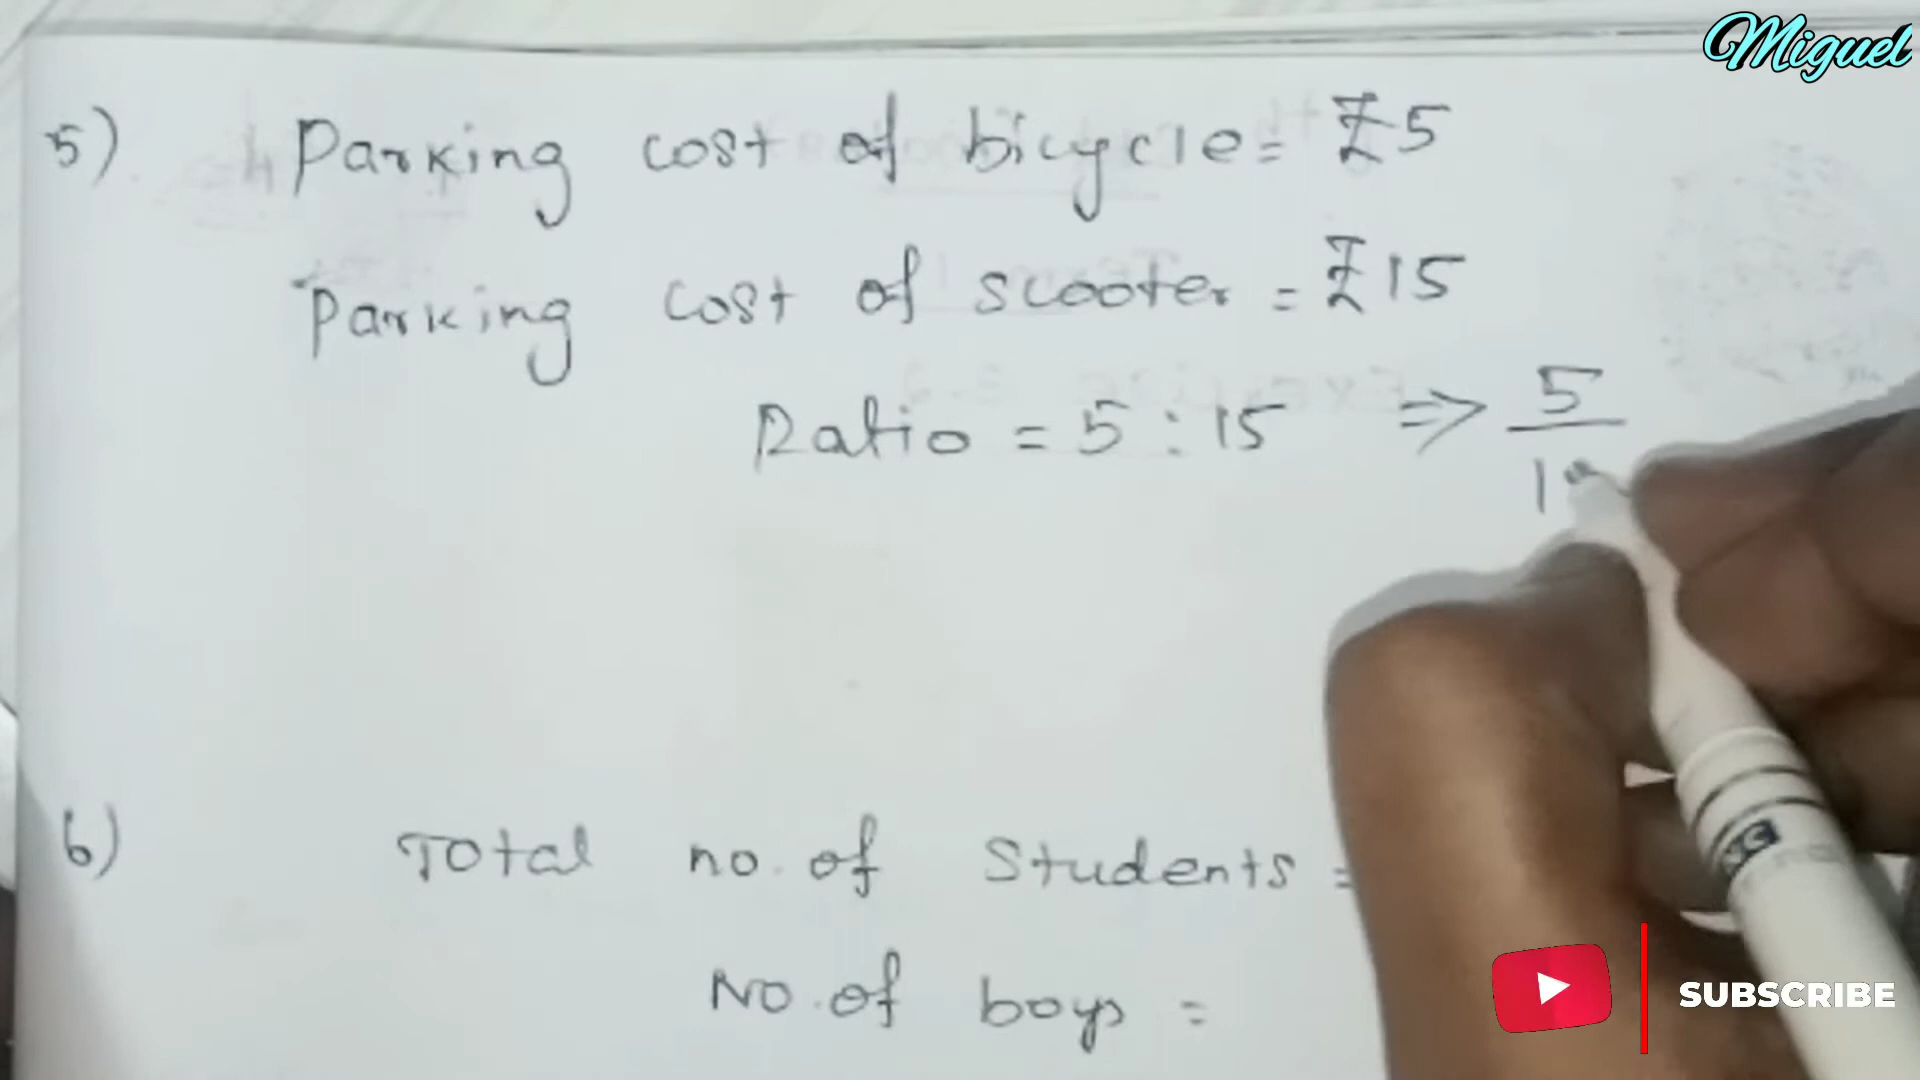 Miguel
5) Parking cost of bicycle = ₹5
Parking cost of scooter = ₹15
Ratio = 5 : 15 ⇒ 5
6) Total no. of Students =
No. of boys =
SUBSCRIBE